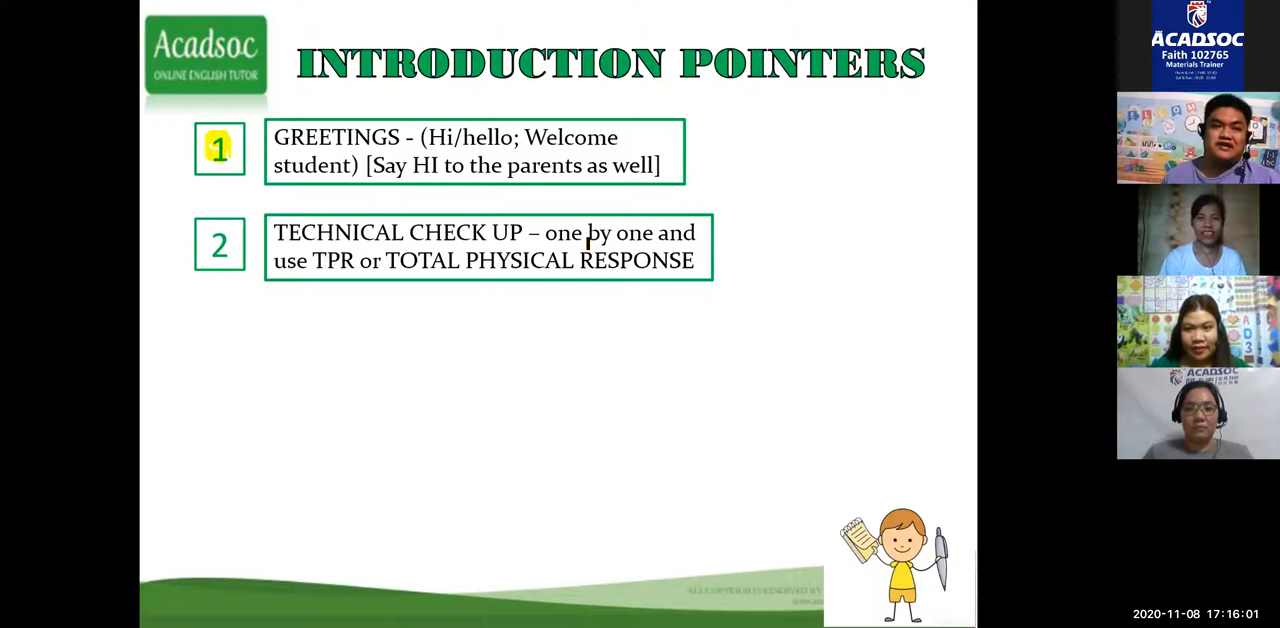 Acadsoc
ONLINE ENGLISH TUTOR
INTRODUCTION POINTERS
1
GREETINGS - (Hi/hello; Welcome
student) [Say HI to the parents as well]
2
TECHNICAL CHECK UP – one by one and
use TPR or TOTAL PHYSICAL RESPONSE
ACADSOC
Faith 102765
Materials Trainer
ACADSOC
2020-11-08 17:16:01